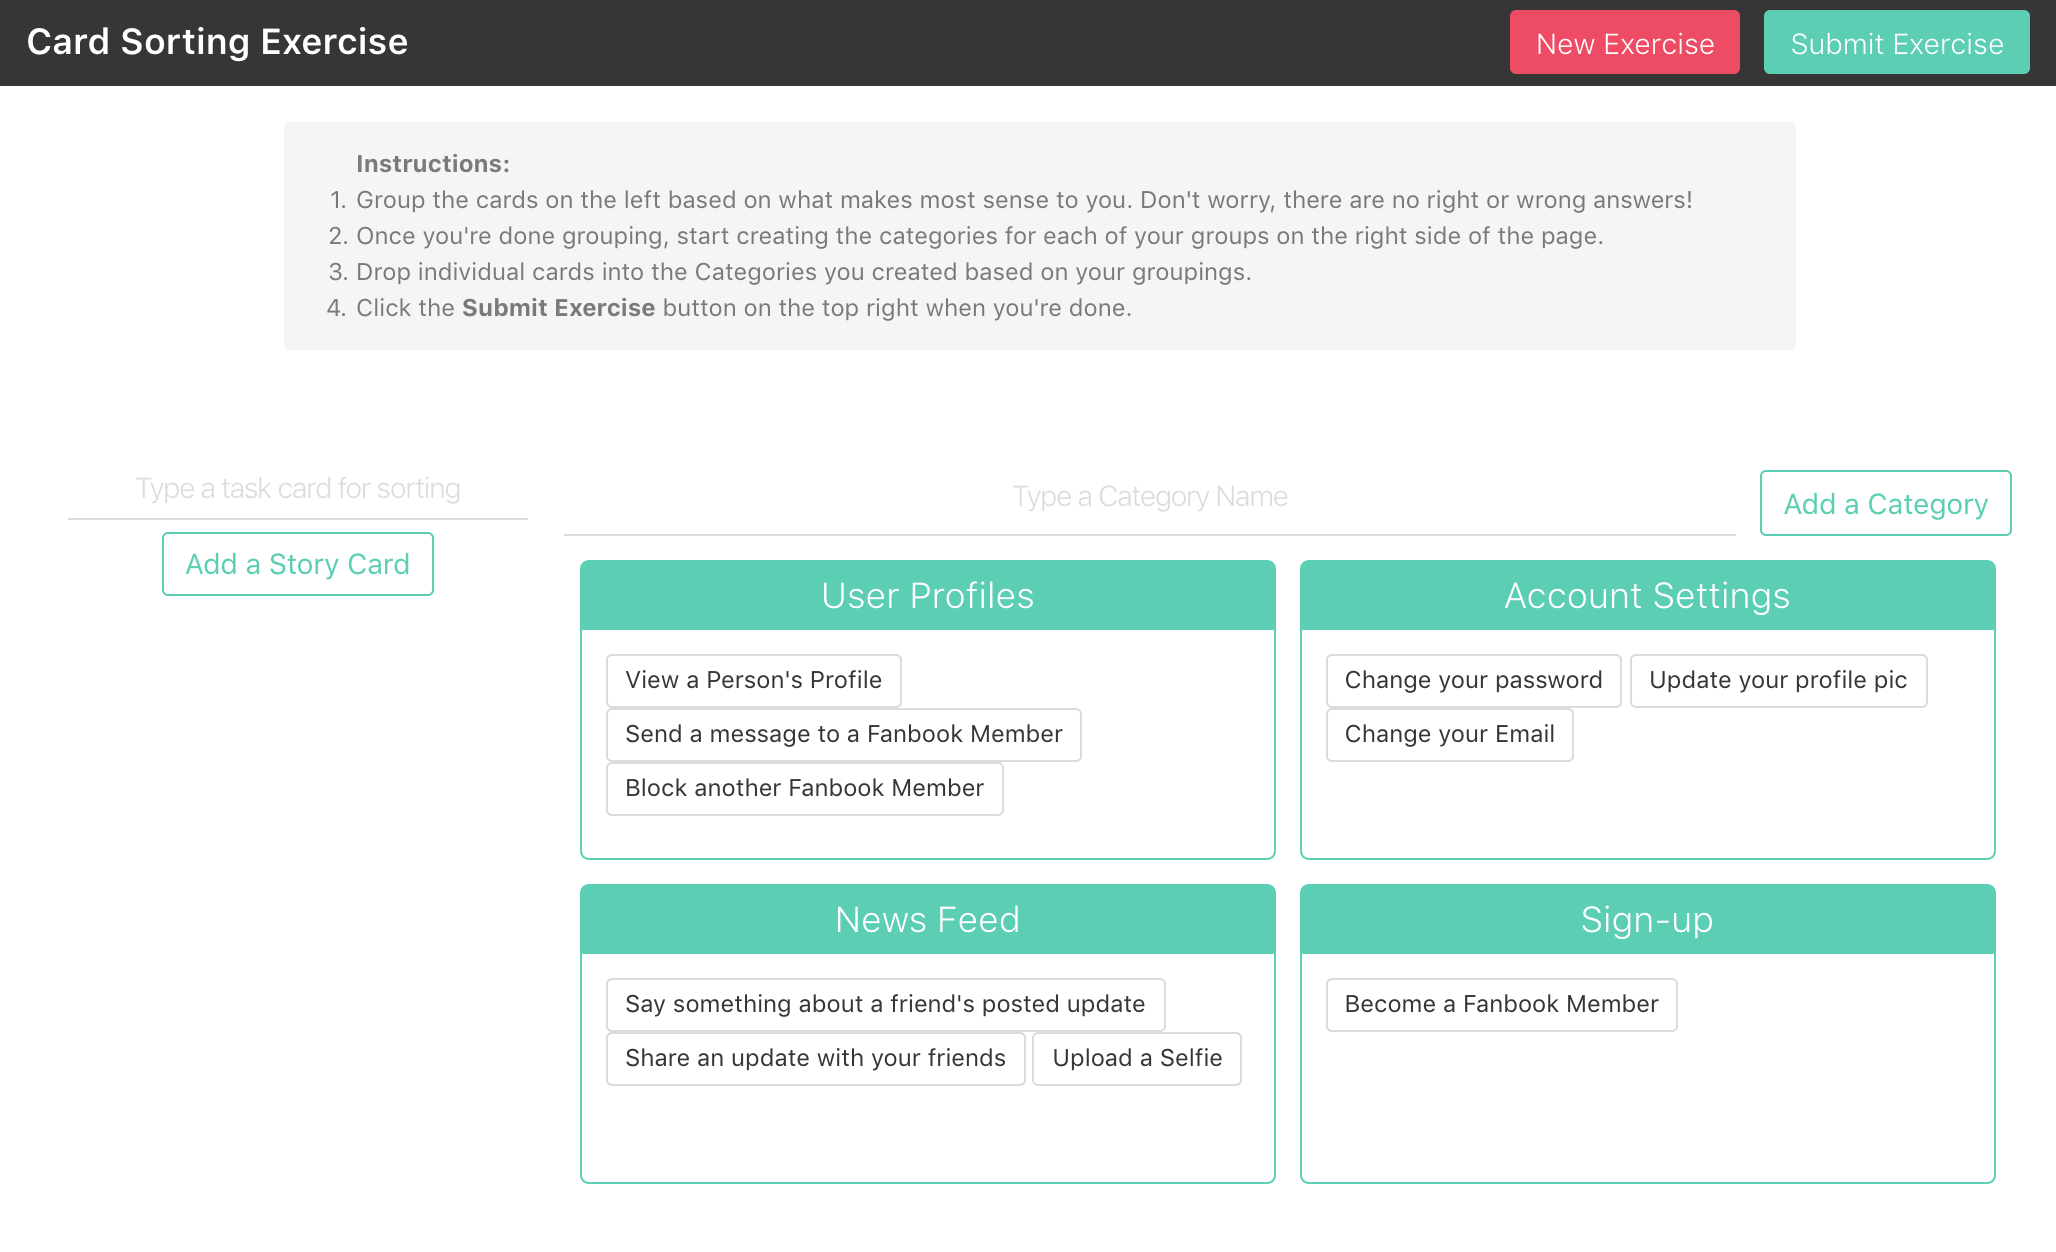 Card Sorting Exercise
New Exercise
Submit Exercise
Instructions:
1. Group the cards on the left based on what makes most sense to you. Don't worry, there are no right or wrong answers!
2. Once you're done grouping, start creating the categories for each of your groups on the right side of the page.
3. Drop individual cards into the Categories you created based on your groupings.
4. Click the Submit Exercise button on the top right when you're done.
Type a task card for sorting
Add a Story Card
Type a Category Name
Add a Category
User Profiles
View a Person's Profile
Send a message to a Fanbook Member
Block another Fanbook Member
Account Settings
Change your password
Update your profile pic
Change your Email
News Feed
Say something about a friend's posted update
Share an update with your friends
Upload a Selfie
Sign-up
Become a Fanbook Member